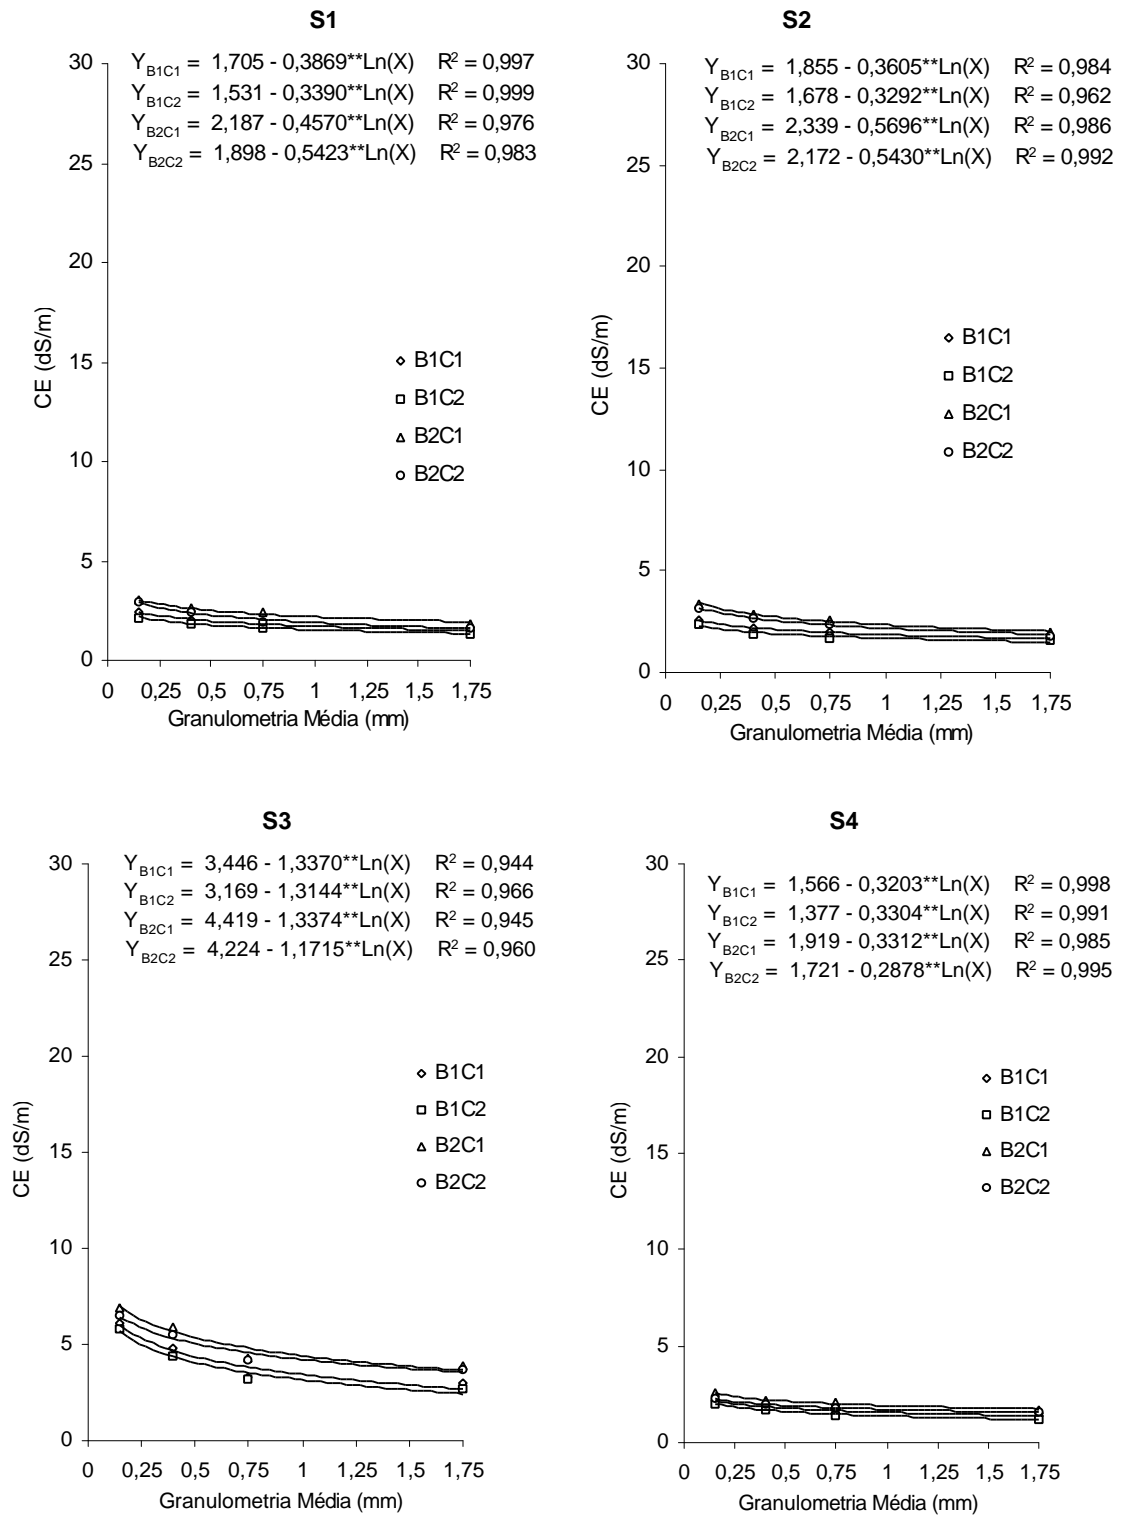 S1
Y B1C1 = 1,705 - 0,3869**Ln(X) R² = 0,997
Y B1C2 = 1,531 - 0,3390**Ln(X) R² = 0,999
Y B2C1 = 2,187 - 0,4570**Ln(X) R² = 0,976
Y B2C2 = 1,898 - 0,5423**Ln(X) R² = 0,983
30
25
20
15
10
5
0
CE (dS/m)
B1C1
B1C2
B2C1
B2C2
0 0,25 0,5 0,75 1 1,25 1,5 1,75
Granulometria Média (mm)
S2
Y B1C1 = 1,855 - 0,3605**Ln(X) R² = 0,984
Y B1C2 = 1,678 - 0,3292**Ln(X) R² = 0,962
Y B2C1 = 2,339 - 0,5696**Ln(X) R² = 0,986
Y B2C2 = 2,172 - 0,5430**Ln(X) R² = 0,992
30
25
20
15
10
5
0
CE (dS/m)
B1C1
B1C2
B2C1
B2C2
0 0,25 0,5 0,75 1 1,25 1,5 1,75
Granulometria Média (mm)
S3
Y B1C1 = 3,446 - 1,3370**Ln(X) R² = 0,944
Y B1C2 = 3,169 - 1,3144**Ln(X) R² = 0,966
Y B2C1 = 4,419 - 1,3374**Ln(X) R² = 0,945
Y B2C2 = 4,224 - 1,1715**Ln(X) R² = 0,960
30
25
20
15
10
5
0
CE (dS/m)
B1C1
B1C2
B2C1
B2C2
0 0,25 0,5 0,75 1 1,25 1,5 1,75
Granulometria Média (mm)
S4
Y B1C1 = 1,566 - 0,3203**Ln(X) R² = 0,998
Y B1C2 = 1,377 - 0,3304**Ln(X) R² = 0,991
Y B2C1 = 1,919 - 0,3312**Ln(X) R² = 0,985
Y B2C2 = 1,721 - 0,2878**Ln(X) R² = 0,995
30
25
20
15
10
5
0
CE (dS/m)
B1C1
B1C2
B2C1
B2C2
0 0,25 0,5 0,75 1 1,25 1,5 1,75
Granulometria Média (mm)